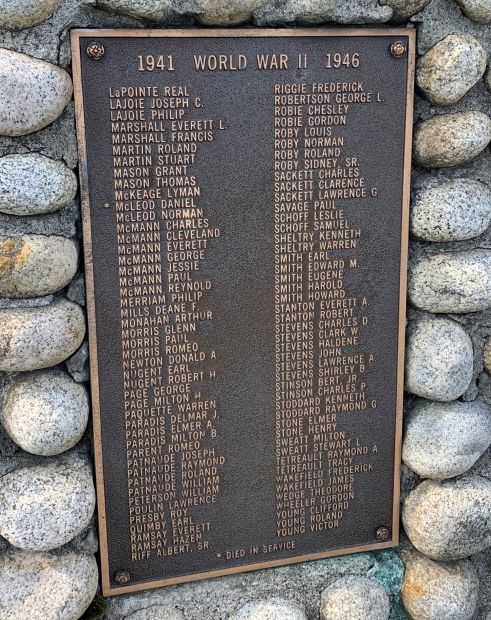 1941 WORLD WAR II 1946
LaPOINTE REAL
LAJOIE JOSEPH C.
LAJOIE PHILIP
MARSHALL EVERETT L.
MARSHALL FRANCIS
MARTIN ROLAND
MARTIN STUART
MASON GRANT
MASON THOMAS
McKEAGE LYMAN
* McLEOD DANIEL
McLEOD NORMAN
McMANN CHARLES
McMANN CLEVELAND
McMANN EVERETT
McMANN GEORGE
McMANN JESSIE
McMANN PAUL
McMANN REYNOLD
MERRIAM PHILIP
MILLS DEANE F.
MONAHAN ARTHUR
MORRIS GLENN
MORRIS PAUL
MORRIS ROMEO
NEWTON DONALD A.
NUGENT EARL
NUGENT ROBERT H.
PAGE GEORGE
PAGE MILTON H.
PAQUETTE WARREN
PARADIS DELMAR J.
PARADIS ELMER A.
PARADIS MILTON B.
PARENT ROMEO
PATNAUDE JOSEPH
PATNAUDE RAYMOND
PATNAUDE ROLAND
PATNAUDE WILLIAM
PETERSON WILLIAM
POULIN LAWRENCE
PRESBY ROY
QUIMBY EARL
RAMSAY EVERETT
RAMSAY HAZEN
RIFF ALBERT, SR.
RIGGIE FREDERICK
ROBERTSON GEORGE L.
ROBIE CHESLEY
ROBIE GORDON
ROBY LOUIS
ROBY NORMAN
ROBY ROLAND
ROBY SIDNEY, SR.
SACKETT CHARLES
SACKETT CLARENCE
SACKETT LAWRENCE G.
SAVAGE PAUL
SCHOFF LESLIE
SCHOFF SAMUEL
SHELTRY KENNETH
SHELTRY WARREN
SMITH EARL
SMITH EDWARD M.
SMITH EUGENE
SMITH HAROLD
SMITH HOWARD
STANTON EVERETT A.
STANTON ROBERT
STEVENS CHARLES D.
STEVENS CLARK W.
STEVENS HALDENE
STEVENS JOHN
STEVENS LAWRENCE A.
STEVENS SHIRLEY B.
STINSON BERT, JR.
STINSON CHARLES P.
STODDARD KENNETH
STODDARD RAYMOND G.
STONE ELMER
STONE HENRY
SWEATT MILTON
SWEATT STEWART L.
TETREAULT RAYMOND A.
TETREAULT TRACY
WAKEFIELD FREDERICK
WAKEFIELD JAMES
WEDGE THEODORE
WHEELER GORDON
YOUNG CLIFFORD
YOUNG ROLAND
YOUNG VICTOR
* DIED IN SERVICE